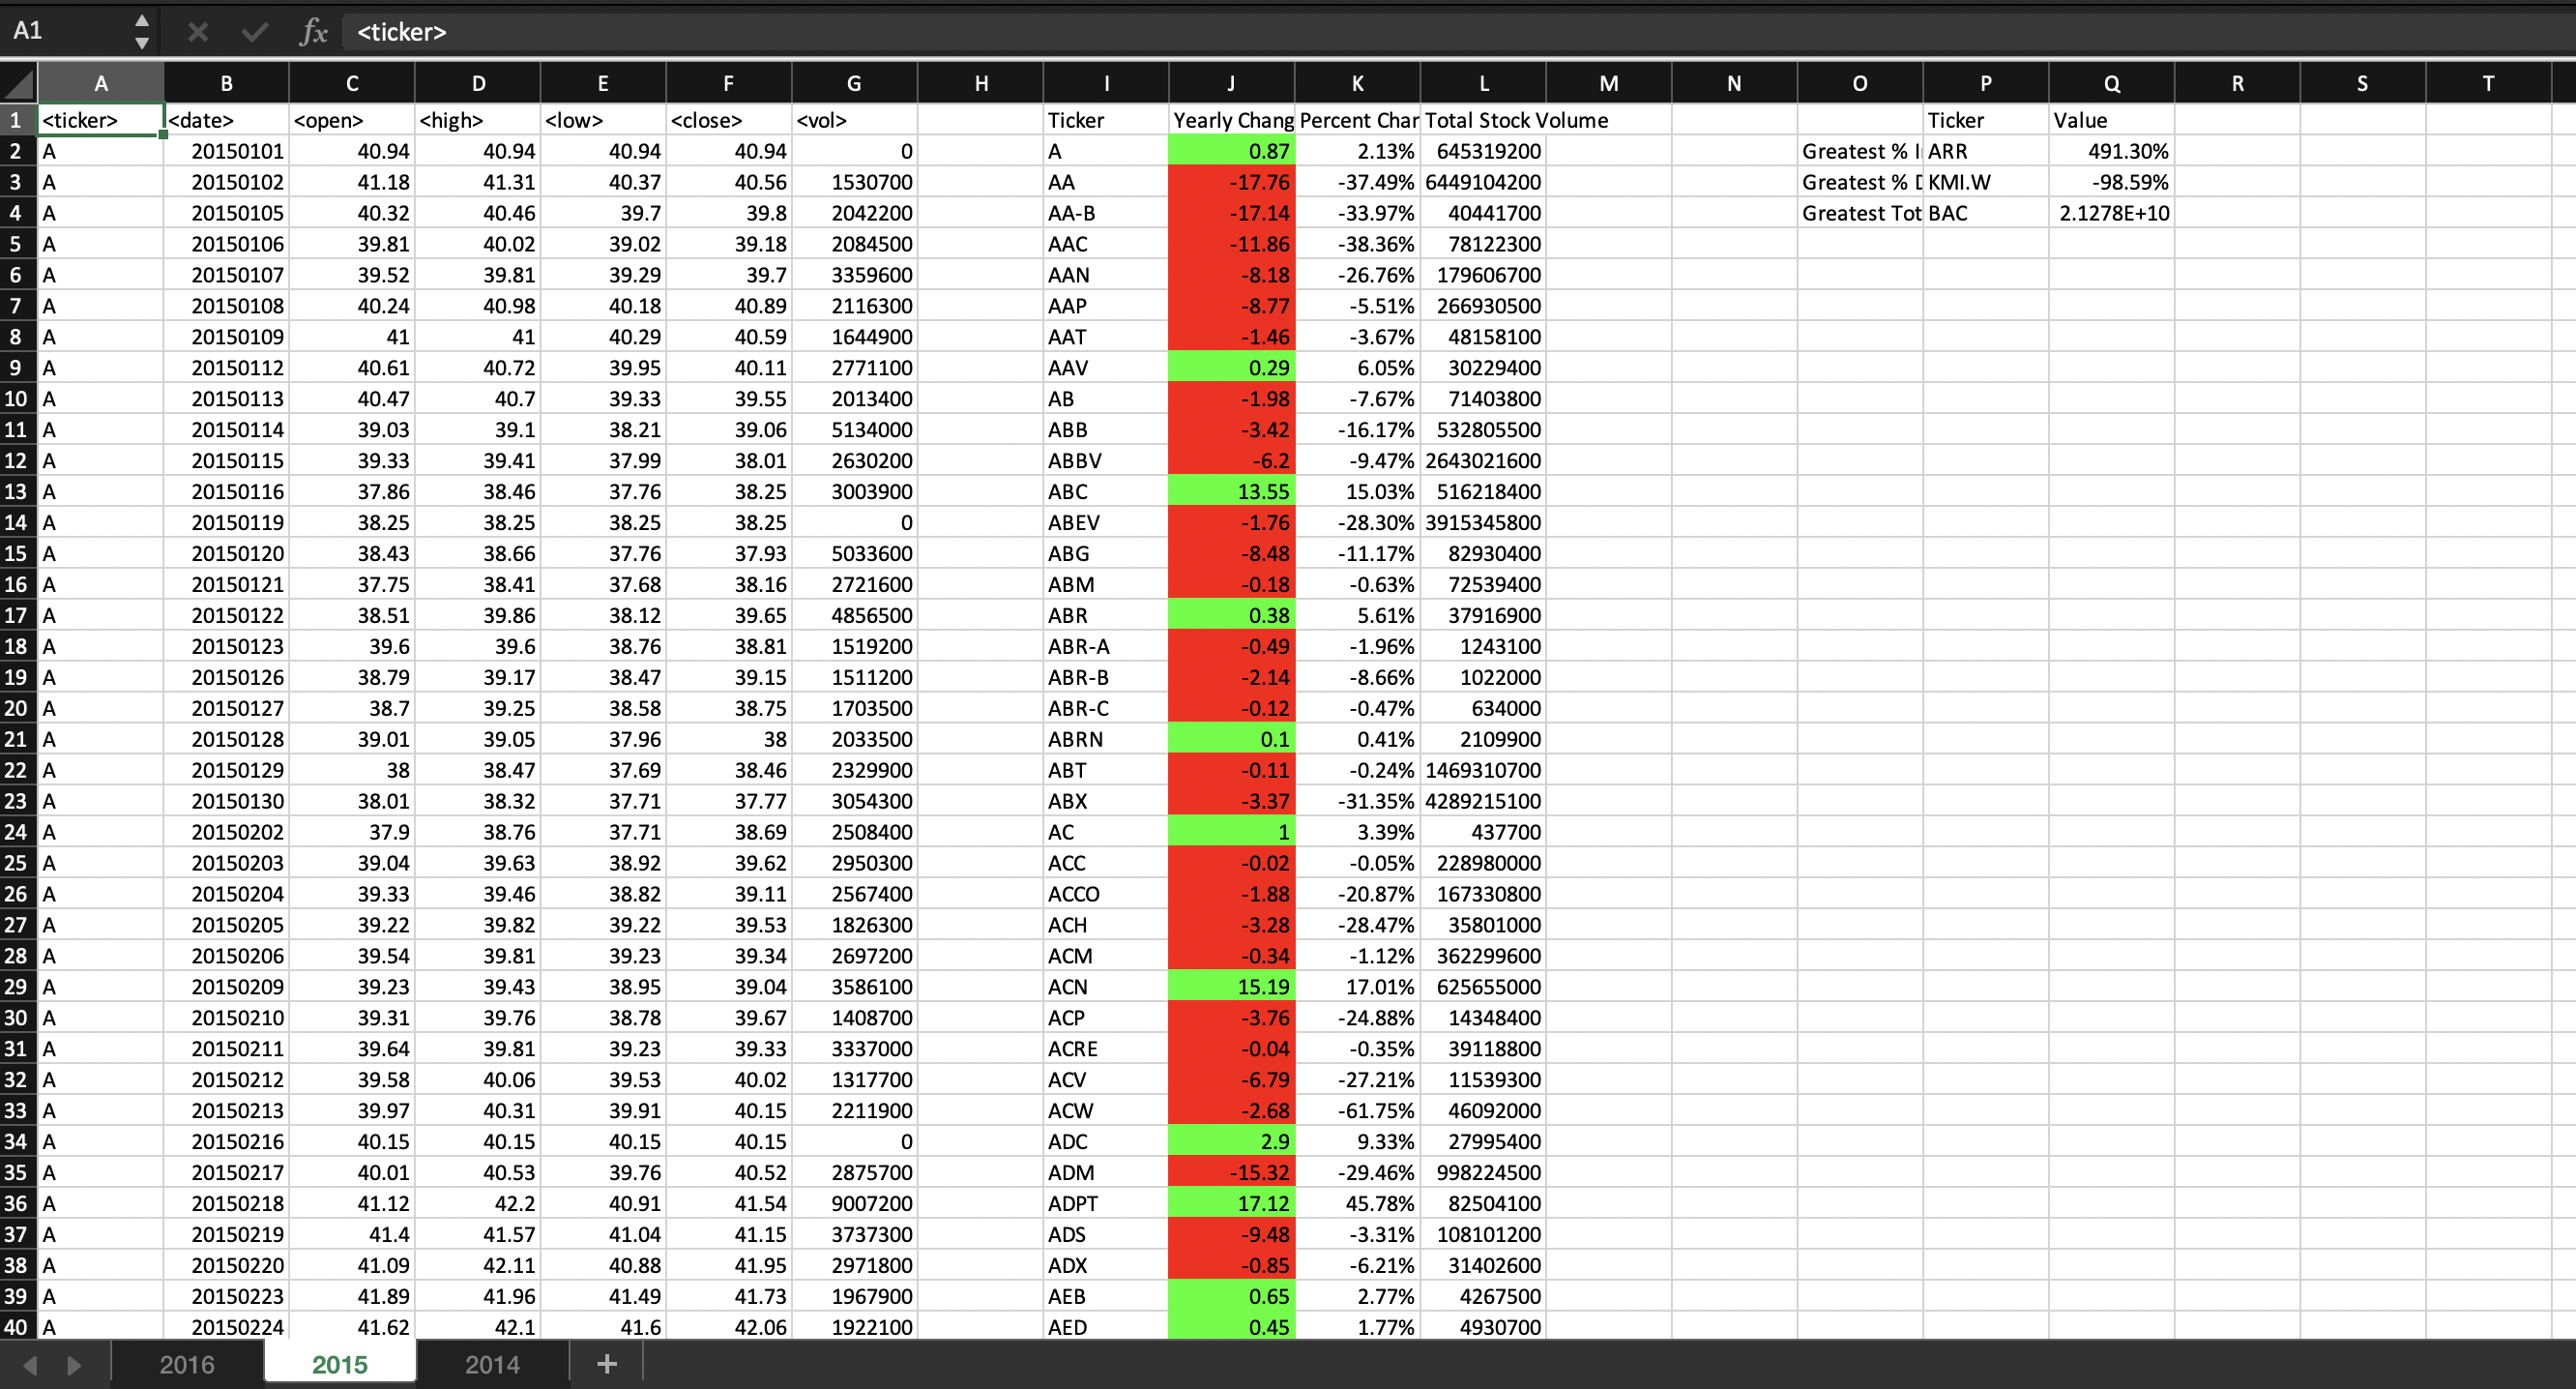 A1 fx <ticker>
A B C D E F G H I J K L M N O P Q R S T
1 <ticker> <date> <open> <high> <low> <close> <vol> Ticker Yearly Chang Percent Char Total Stock Volume Ticker Value
2 A 20150101 40.94 40.94 40.94 40.94 0 A 0.87 2.13% 645319200 Greatest % I ARR 491.30%
3 A 20150102 41.18 41.31 40.37 40.56 1530700 AA -17.76 -37.49% 6449104200 Greatest % D KMI.W -98.59%
4 A 20150105 40.32 40.46 39.7 39.8 2042200 AA-B -17.14 -33.97% 40441700 Greatest Tot BAC 2.1278E+10
5 A 20150106 39.81 40.02 39.02 39.18 2084500 AAC -11.86 -38.36% 78122300
6 A 20150107 39.52 39.81 39.29 39.7 3359600 AAN -8.18 -26.76% 179606700
7 A 20150108 40.24 40.98 40.18 40.89 2116300 AAP -8.77 -5.51% 266930500
8 A 20150109 41 41 40.29 40.59 1644900 AAT -1.46 -3.67% 48158100
9 A 20150112 40.61 40.72 39.95 40.11 2771100 AAV 0.29 6.05% 30229400
10 A 20150113 40.47 40.7 39.33 39.55 2013400 AB -1.98 -7.67% 71403800
11 A 20150114 39.03 39.1 38.21 39.06 5134000 ABB -3.42 -16.17% 532805500
12 A 20150115 39.33 39.41 37.99 38.01 2630200 ABBV -6.2 -9.47% 2643021600
13 A 20150116 37.86 38.46 37.76 38.25 3003900 ABC 13.55 15.03% 516218400
14 A 20150119 38.25 38.25 38.25 38.25 0 ABEV -1.76 -28.30% 3915345800
15 A 20150120 38.43 38.66 37.76 37.93 5033600 ABG -8.48 -11.17% 82930400
16 A 20150121 37.75 38.41 37.68 38.16 2721600 ABM -0.18 -0.63% 72539400
17 A 20150122 38.51 39.86 38.12 39.65 4856500 ABR 0.38 5.61% 37916900
18 A 20150123 39.6 39.6 38.76 38.81 1519200 ABR-A -0.49 -1.96% 1243100
19 A 20150126 38.79 39.17 38.47 39.15 1511200 ABR-B -2.14 -8.66% 1022000
20 A 20150127 38.7 39.25 38.58 38.75 1703500 ABR-C -0.12 -0.47% 634000
21 A 20150128 39.01 39.05 37.96 38 2033500 ABRN 0.1 0.41% 2109900
22 A 20150129 38 38.47 37.69 38.46 2329900 ABT -0.11 -0.24% 1469310700
23 A 20150130 38.01 38.32 37.71 37.77 3054300 ABX -3.37 -31.35% 4289215100
24 A 20150202 37.9 38.76 37.71 38.69 2508400 AC 1 3.39% 437700
25 A 20150203 39.04 39.63 38.92 39.62 2950300 ACC -0.02 -0.05% 228980000
26 A 20150204 39.33 39.46 38.82 39.11 2567400 ACCO -1.88 -20.87% 167330800
27 A 20150205 39.22 39.82 39.22 39.53 1826300 ACH -3.28 -28.47% 35801000
28 A 20150206 39.54 39.81 39.23 39.34 2697200 ACM -0.34 -1.12% 362299600
29 A 20150209 39.23 39.43 38.95 39.04 3586100 ACN 15.19 17.01% 625655000
30 A 20150210 39.31 39.76 38.78 39.67 1408700 ACP -3.76 -24.88% 14348400
31 A 20150211 39.64 39.81 39.23 39.33 3337000 ACRE -0.04 -0.35% 39118800
32 A 20150212 39.58 40.06 39.53 40.02 1317700 ACV -6.79 -27.21% 11539300
33 A 20150213 39.97 40.31 39.91 40.15 2211900 ACW -2.68 -61.75% 46092000
34 A 20150216 40.15 40.15 40.15 40.15 0 ADC 2.9 9.33% 27995400
35 A 20150217 40.01 40.53 39.76 40.52 2875700 ADM -15.32 -29.46% 998224500
36 A 20150218 41.12 42.2 40.91 41.54 9007200 ADPT 17.12 45.78% 82504100
37 A 20150219 41.4 41.57 41.04 41.15 3737300 ADS -9.48 -3.31% 108101200
38 A 20150220 41.09 42.11 40.88 41.95 2971800 ADX -0.85 -6.21% 31402600
39 A 20150223 41.89 41.96 41.49 41.73 1967900 AEB 0.65 2.77% 4267500
40 A 20150224 41.62 42.1 41.6 42.06 1922100 AED 0.45 1.77% 4930700
2016 2015 2014 +